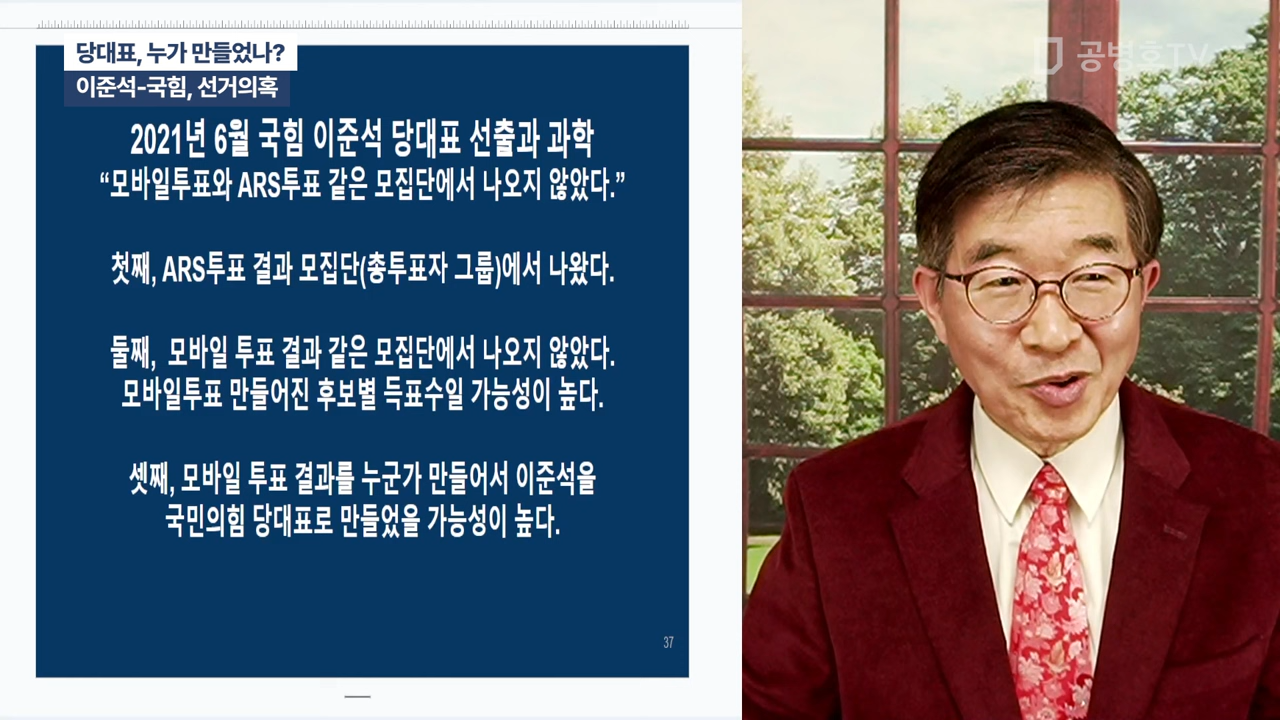 당대표, 누가 만들었나?
이준석-국힘, 선거의혹
2021년 6월 국힘 이준석 당대표 선출과 과학
“모바일투표와 ARS투표 같은 모집단에서 나오지 않았다.”
첫째, ARS투표 결과 모집단(총투표자 그룹)에서 나왔다.
둘째, 모바일 투표 결과 같은 모집단에서 나오지 않았다.
모바일투표 만들어진 후보별 득표수일 가능성이 높다.
셋째, 모바일 투표 결과를 누군가 만들어서 이준석을
국민의힘 당대표로 만들었을 가능성이 높다.
37
공병호TV